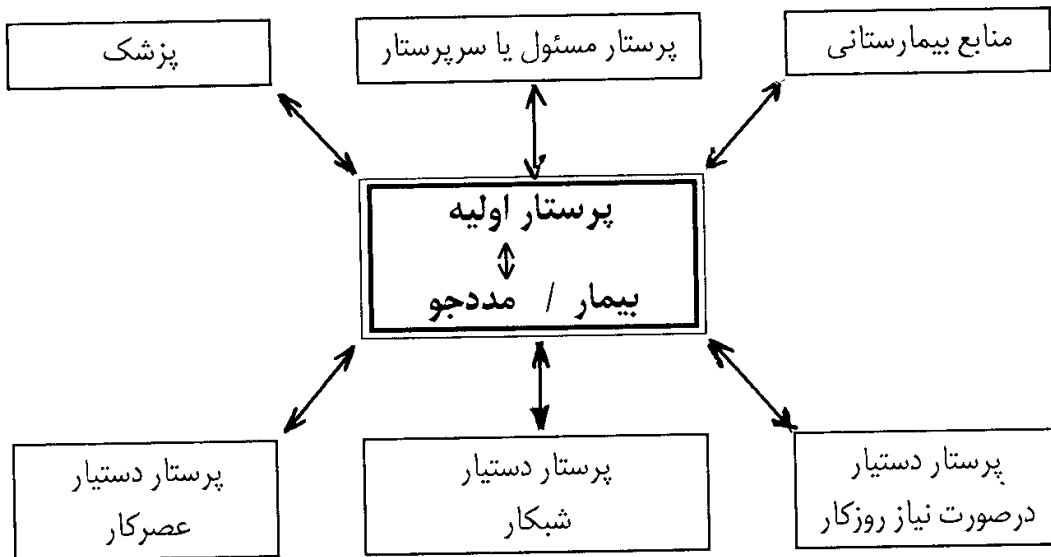 منابع بیمارستانی
پرستار مسئول یا سرپرستار
پزشک
پرستار اولیه
بیمار / مددجو
پرستار دستیار
درصورت نیاز روزکار
پرستار دستیار
شبکار
پرستار دستیار
عصرکار